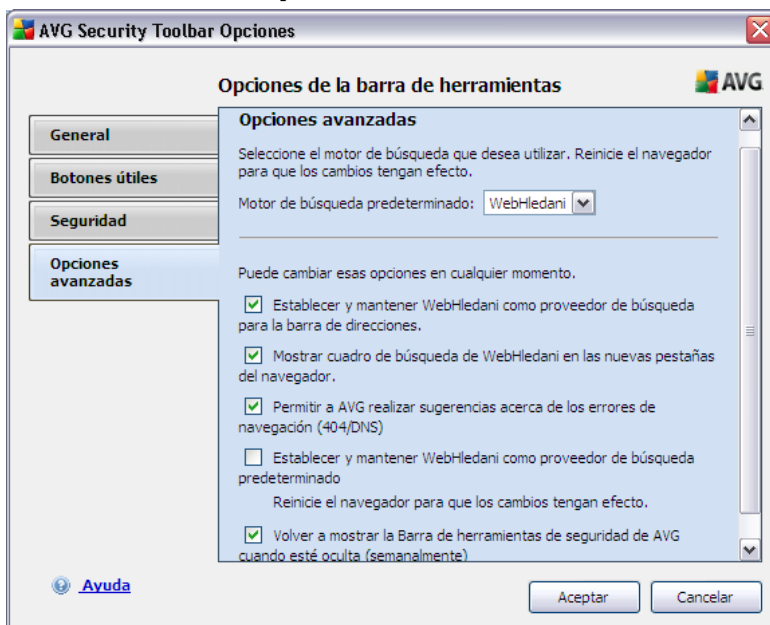 AVG Security Toolbar Opciones
Opciones de la barra de herramientas
AVG
General
Botones útiles
Seguridad
Opciones
avanzadas
Opciones avanzadas
Seleccione el motor de búsqueda que desea utilizar. Reinicie el navegador
para que los cambios tengan efecto.
Motor de búsqueda predeterminado: WebHledani
Puede cambiar esas opciones en cualquier momento.
Establecer y mantener WebHledani como proveedor de búsqueda
para la barra de direcciones.
Mostrar cuadro de búsqueda de WebHledani en las nuevas pestañas
del navegador.
Permitir a AVG realizar sugerencias acerca de los errores de
navegación (404/DNS)
Establecer y mantener WebHledani como proveedor de búsqueda
predeterminado
Reinicie el navegador para que los cambios tengan efecto.
Volver a mostrar la Barra de herramientas de seguridad de AVG
cuando esté oculta (semanalmente)
Ayuda
Aceptar
Cancelar